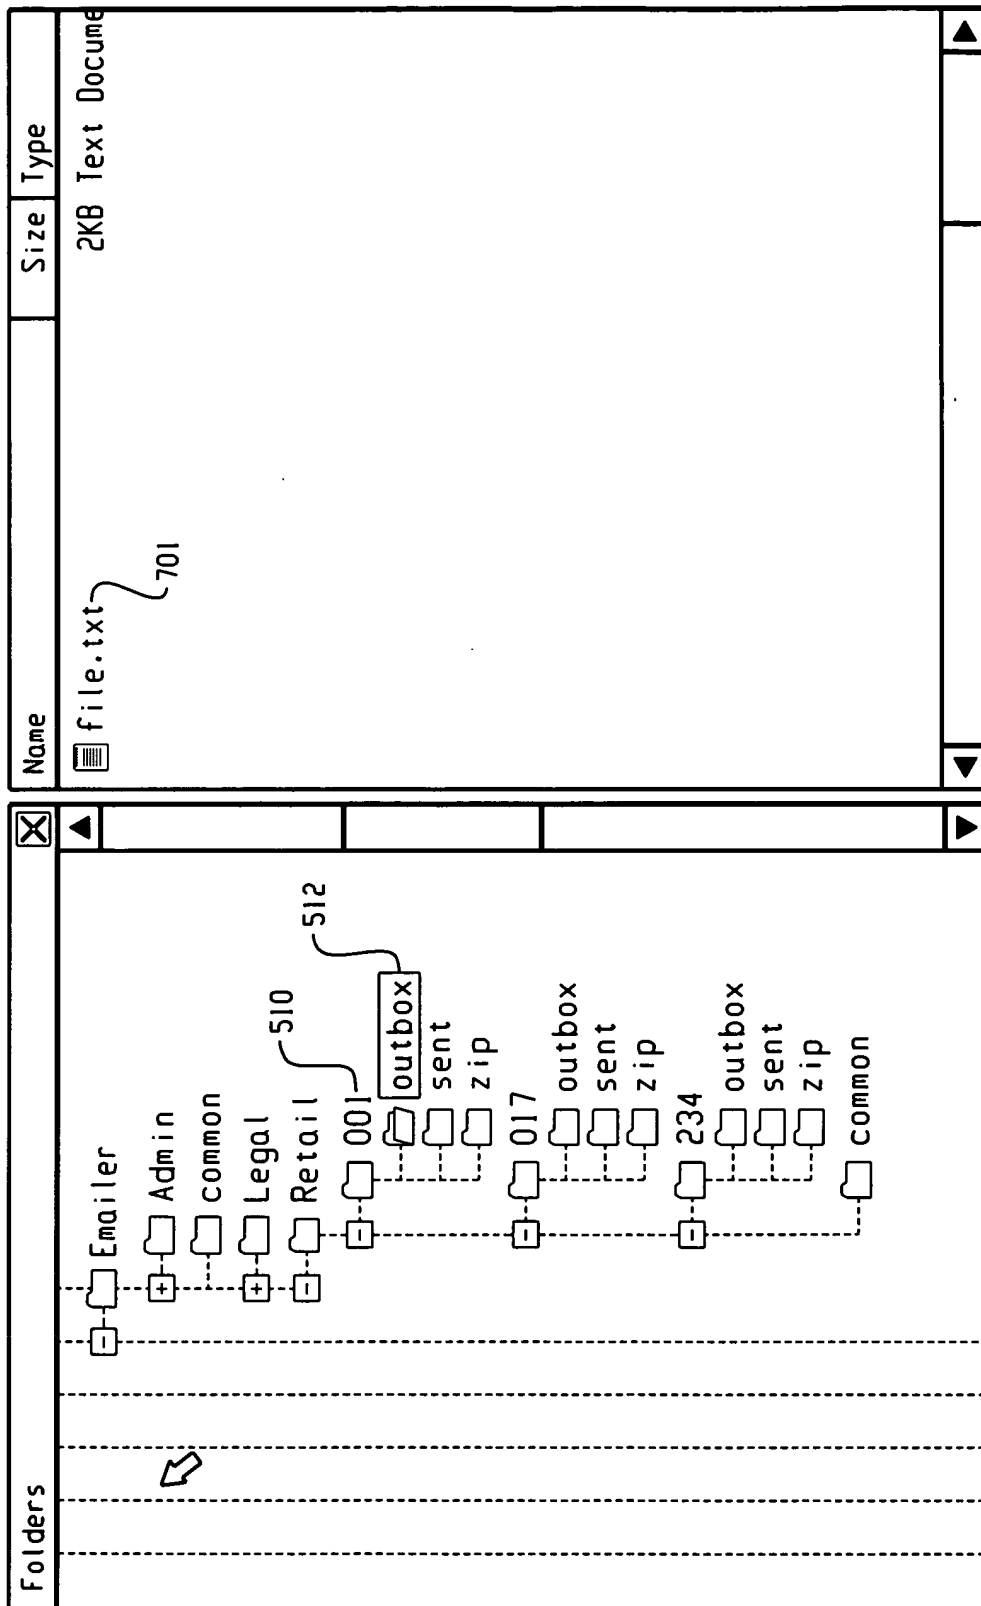 Folders
Emailer
Admin
common
Legal
Retail
001
510
outbox
512
sent
zip
017
outbox
sent
zip
234
outbox
sent
zip
common
Name Size Type
file.txt 2KB Text Docume
701